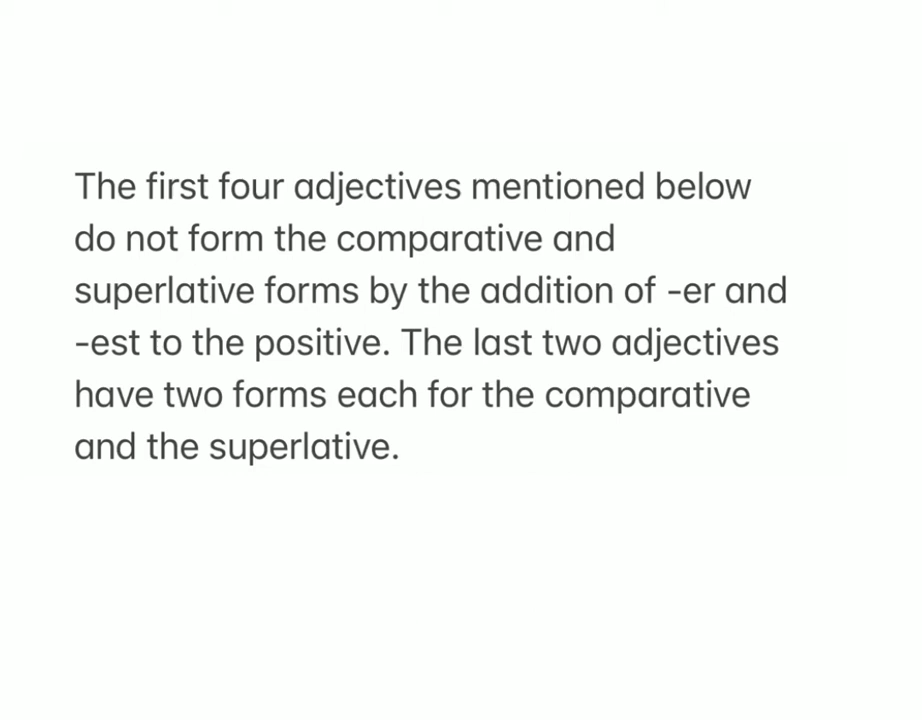 The first four adjectives mentioned below
do not form the comparative and
superlative forms by the addition of -er and
-est to the positive. The last two adjectives
have two forms each for the comparative
and the superlative.